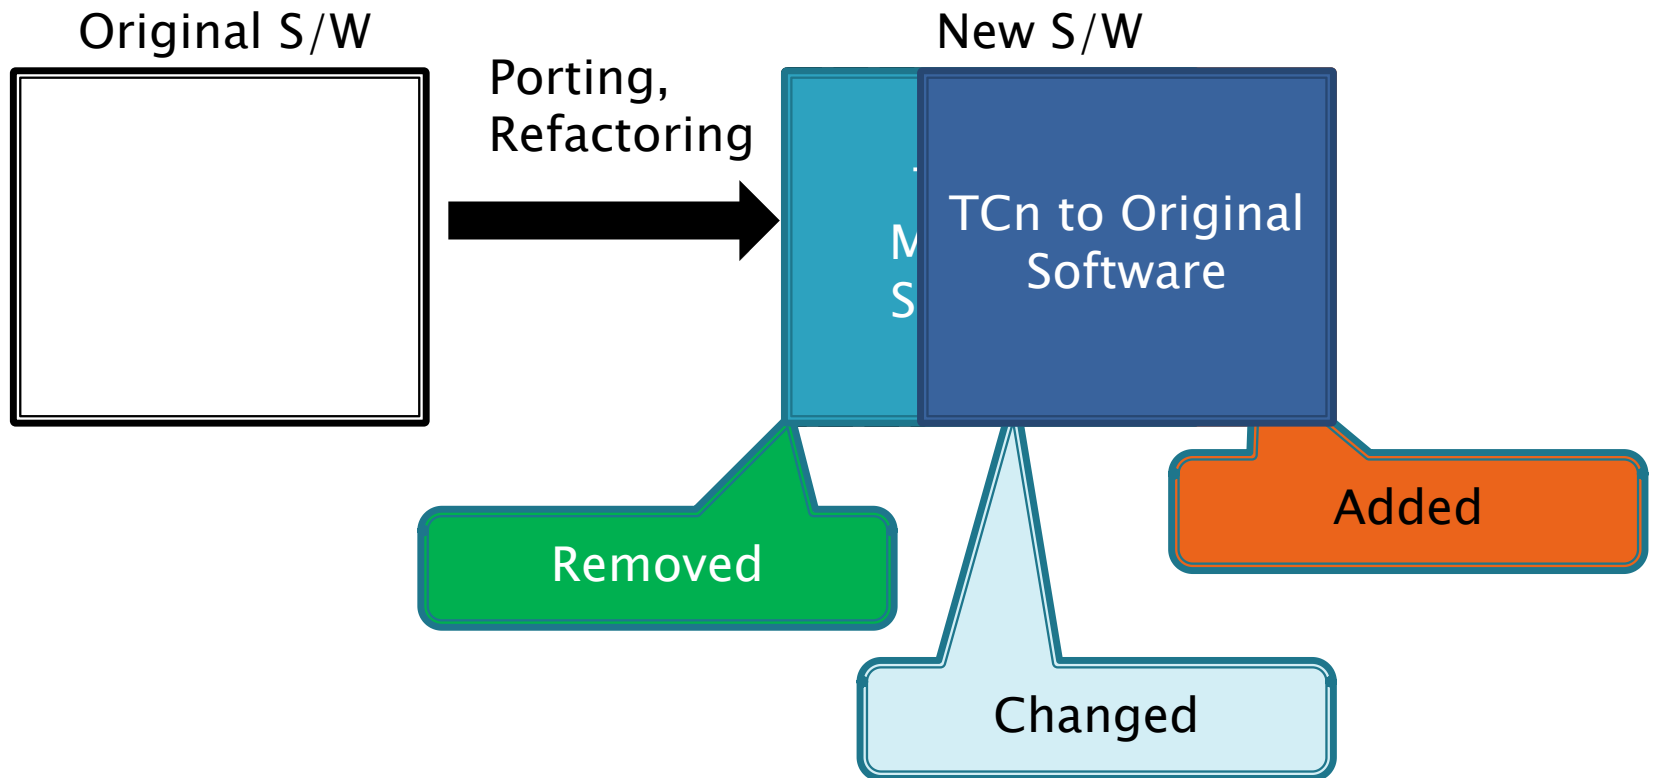 Original S/W
New S/W
Porting,
Refactoring
TCn to Original
Software
Removed
Added
Changed